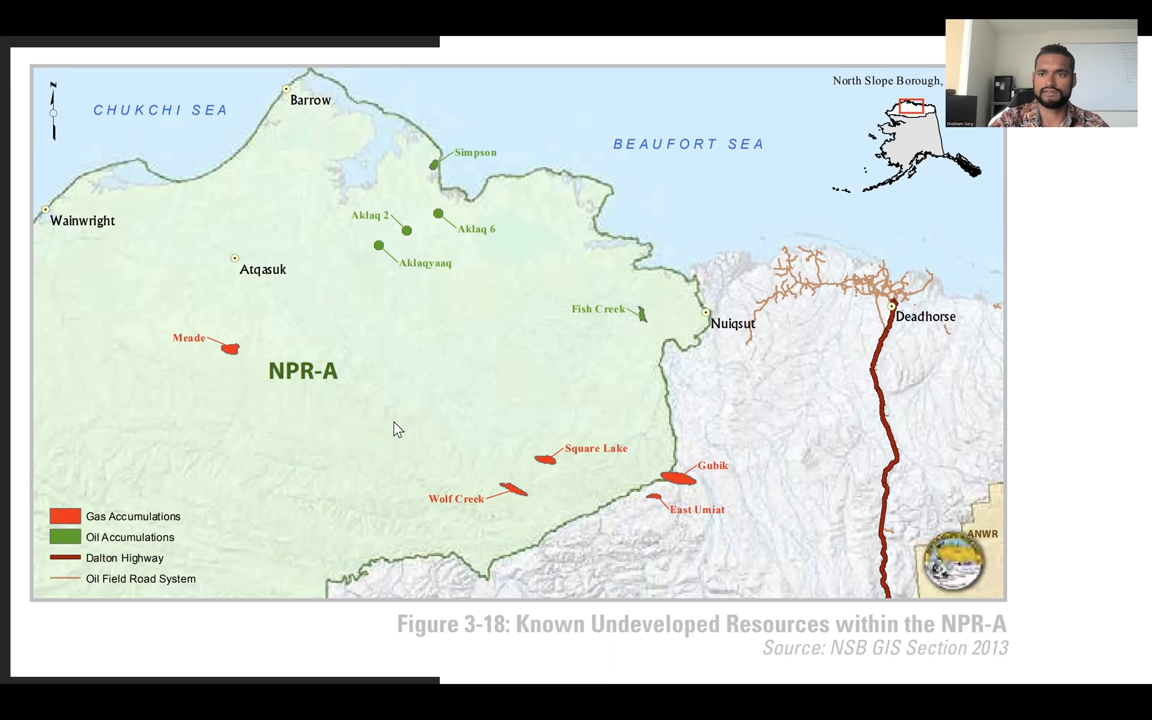 North Slope Borough,
N
CHUKCHI SEA
Barrow
BEAUFORT SEA
Simpson
Wainwright
Aklaq 2
Aklaq 6
Atqasuk
Aklaqyaaq
Fish Creek
Nuiqsut
Deadhorse
Meade
NPR-A
Square Lake
Gubik
Wolf Creek
East Umiat
Gas Accumulations
Oil Accumulations
Dalton Highway
Oil Field Road System
ANWR
Figure 3-18: Known Undeveloped Resources within the NPR-A
Source: NSB GIS Section 2013